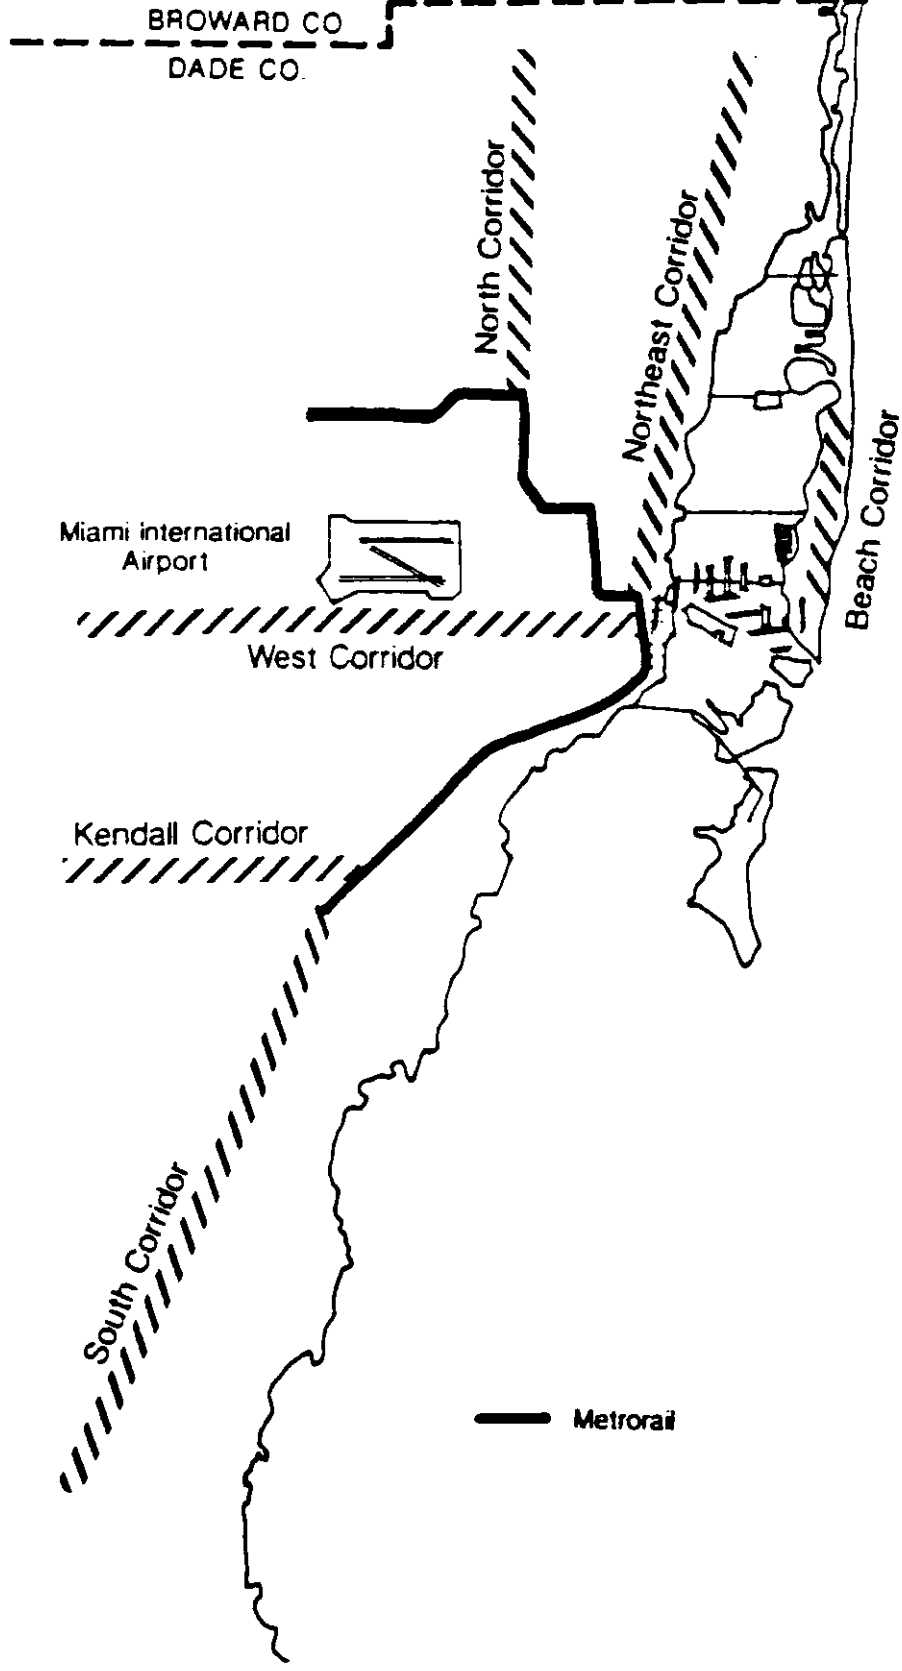 BROWARD CO
DADE CO.
North Corridor
Northeast Corridor
Beach Corridor
Miami international
Airport
West Corridor
Kendall Corridor
South Corridor
Metrorail